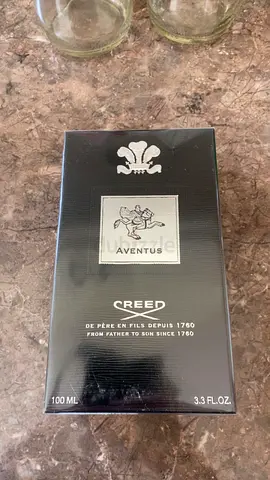 dubizzle
AVENTUS
CREED
DE PÈRE EN FILS DEPUIS 1760
FROM FATHER TO SON SINCE 1760
100 ML 3.3 FL.OZ.